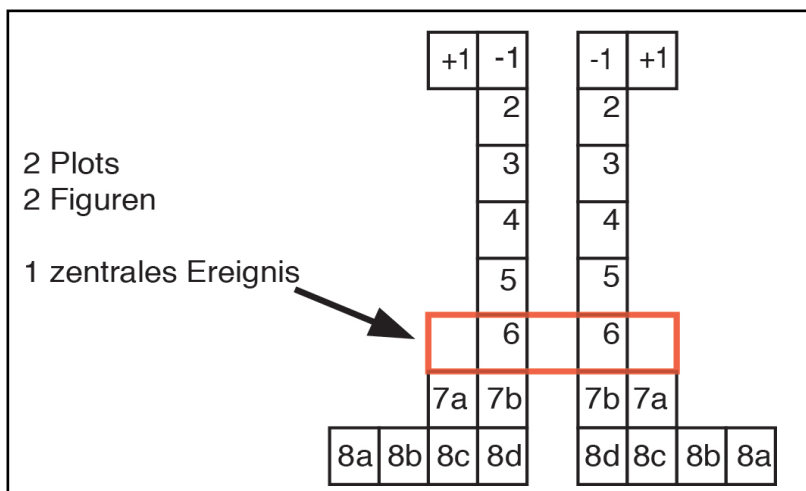 +1 -1 -1 +1
2 2
3 3
2 Plots
2 Figuren
4 4
1 zentrales Ereignis
5 5
6 6
7a 7b 7b 7a
8a 8b 8c 8d 8d 8c 8b 8a